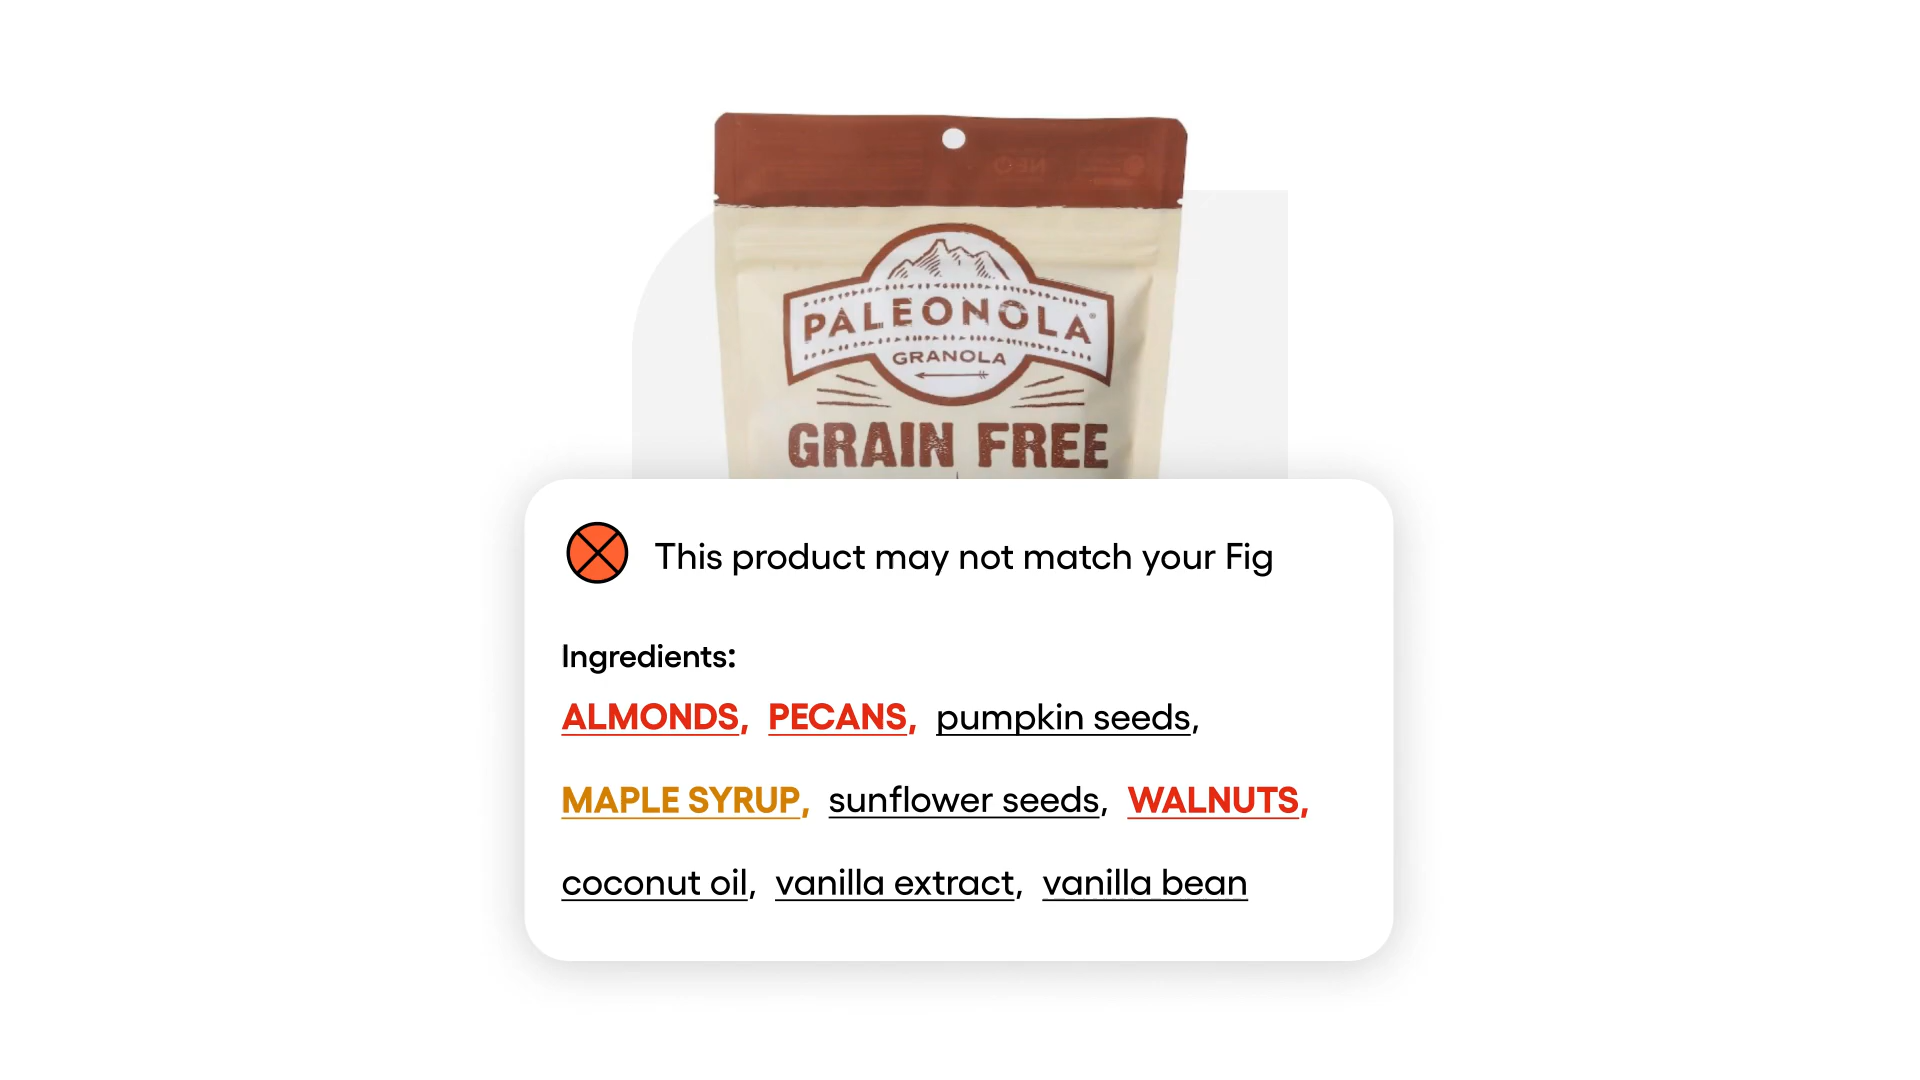 PALEONOLA®
GRANOLA
GRAIN FREE
This product may not match your Fig
Ingredients:
ALMONDS, PECANS, pumpkin seeds,
MAPLE SYRUP, sunflower seeds, WALNUTS,
coconut oil, vanilla extract, vanilla bean